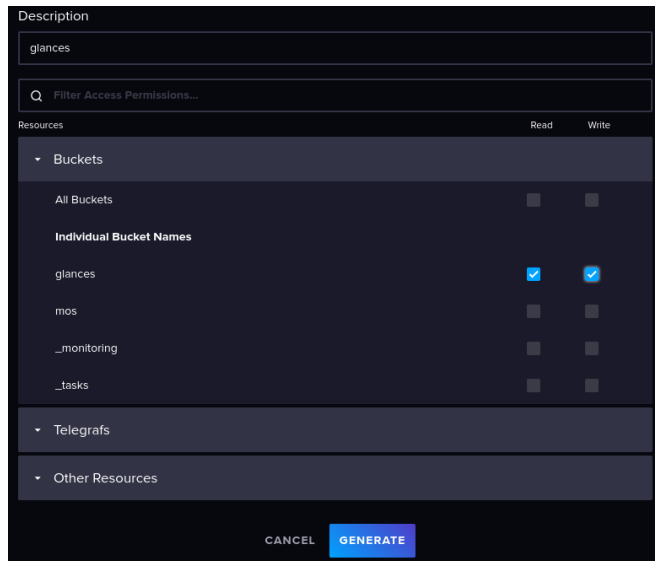 Description
glances
Filter Access Permissions...
Resources Read Write
Buckets
All Buckets
Individual Bucket Names
glances
mos
_monitoring
_tasks
Telegrafs
Other Resources
CANCEL GENERATE